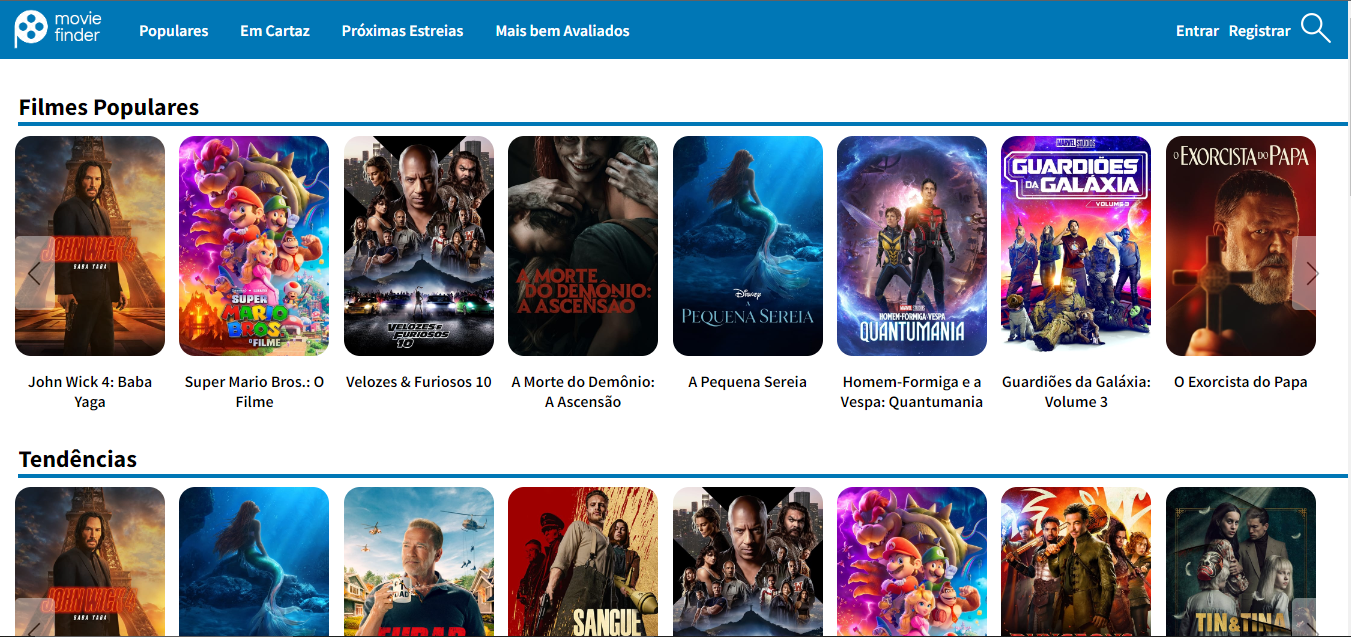 movie
finder
Populares
Em Cartaz
Próximas Estreias
Mais bem Avaliados
Entrar
Registrar
Filmes Populares
JOHN WICK 4
BABA YAGA
SUPER
MARIO
BROS
O FILME
VELOZES &
FURIOSOS
10
A MORTE
DO DEMÔNIO:
A ASCENSÃO
Disney
A
PEQUENA SEREIA
MARVEL STUDIOS
HOMEM-FORMIGA E A VESPA
QUANTUMANIA
MARVEL STUDIOS
GUARDIÕES
DA GALÁXIA
VOLUME 3
O EXORCISTA DO PAPA
John Wick 4: Baba
Yaga
Super Mario Bros.: O
Filme
Velozes & Furiosos 10
A Morte do Demônio:
A Ascensão
A Pequena Sereia
Homem-Formiga e a
Vespa: Quantumania
Guardiões da Galáxia:
Volume 3
O Exorcista do Papa
Tendências
JOHN WICK 4
BABA YAGA
SANGUE
TIN & TINA